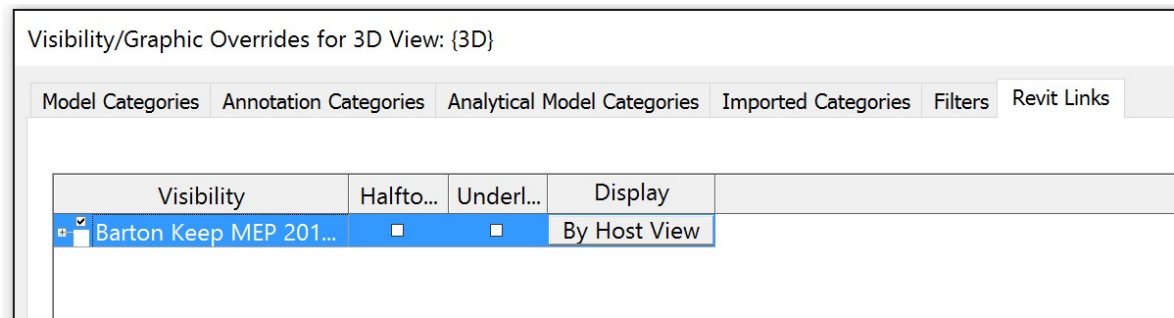 Visibility/Graphic Overrides for 3D View: {3D}
Model Categories Annotation Categories Analytical Model Categories Imported Categories Filters Revit Links
Visibility Halfto... Underl... Display
Barton Keep MEP 201... By Host View